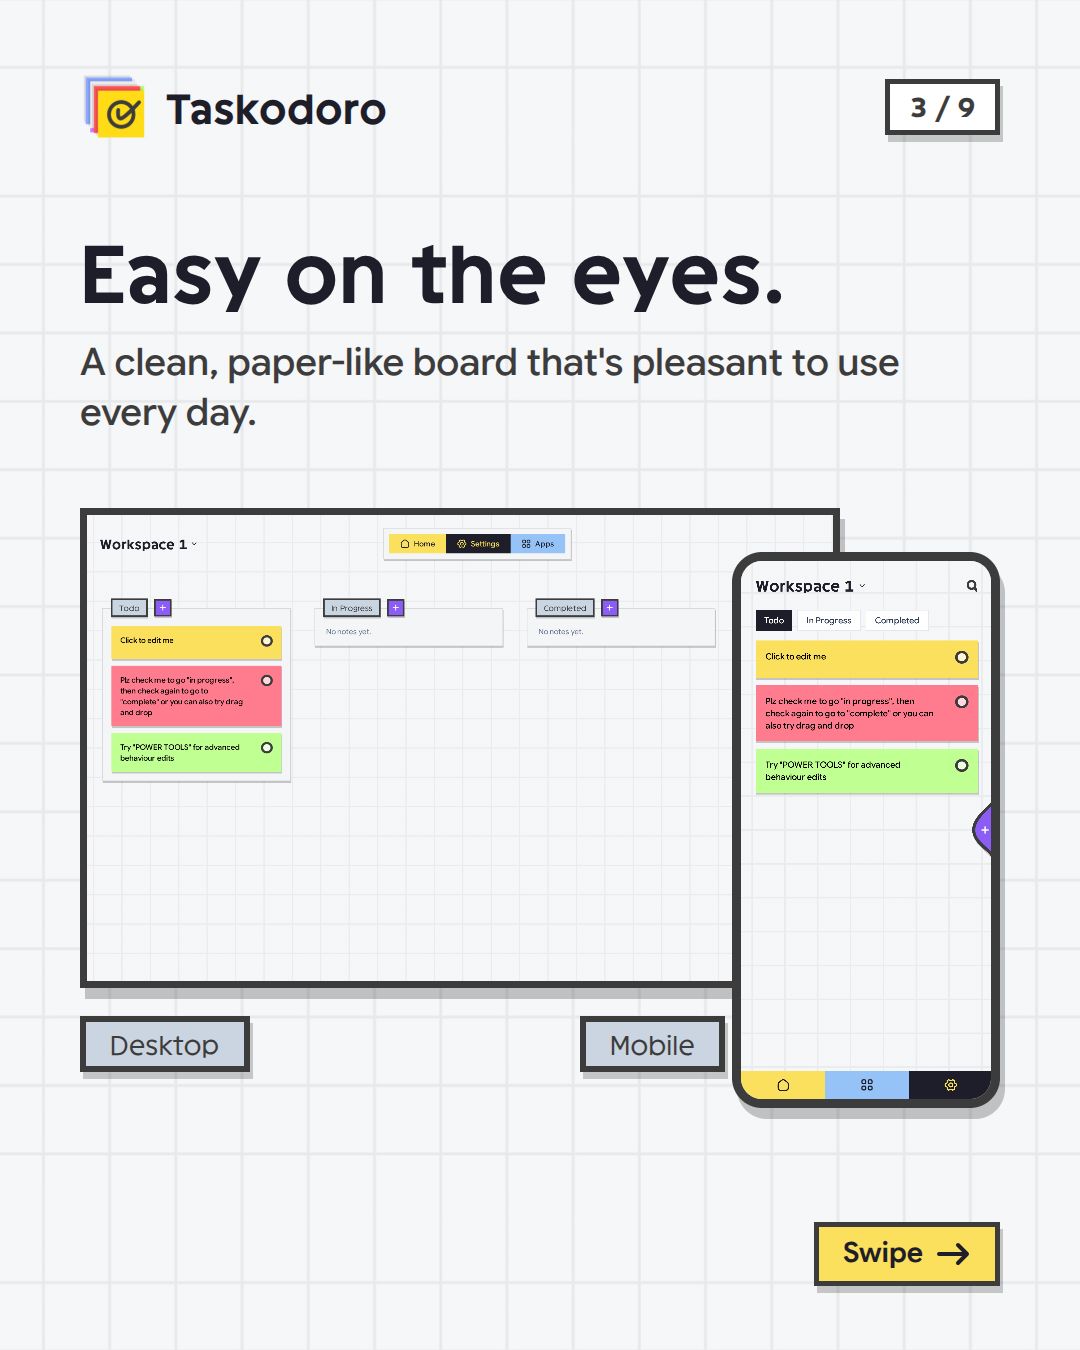 Taskodoro
3 / 9
Easy on the eyes.
A clean, paper-like board that's pleasant to use
every day.
Workspace 1
Home
Settings
Apps
Todo
+
In Progress
+
Completed
+
Click to edit me
Plz check me to go "in progress",
then check again to go to
"complete" or you can also try drag
and drop
Try "POWER TOOLS" for advanced
behaviour edits
No notes yet.
No notes yet.
Workspace 1
Todo
In Progress
Completed
Click to edit me
Plz check me to go "in progress", then
check again to go to "complete" or you can
also try drag and drop
Try "POWER TOOLS" for advanced
behaviour edits
+
Desktop
Mobile
Swipe →